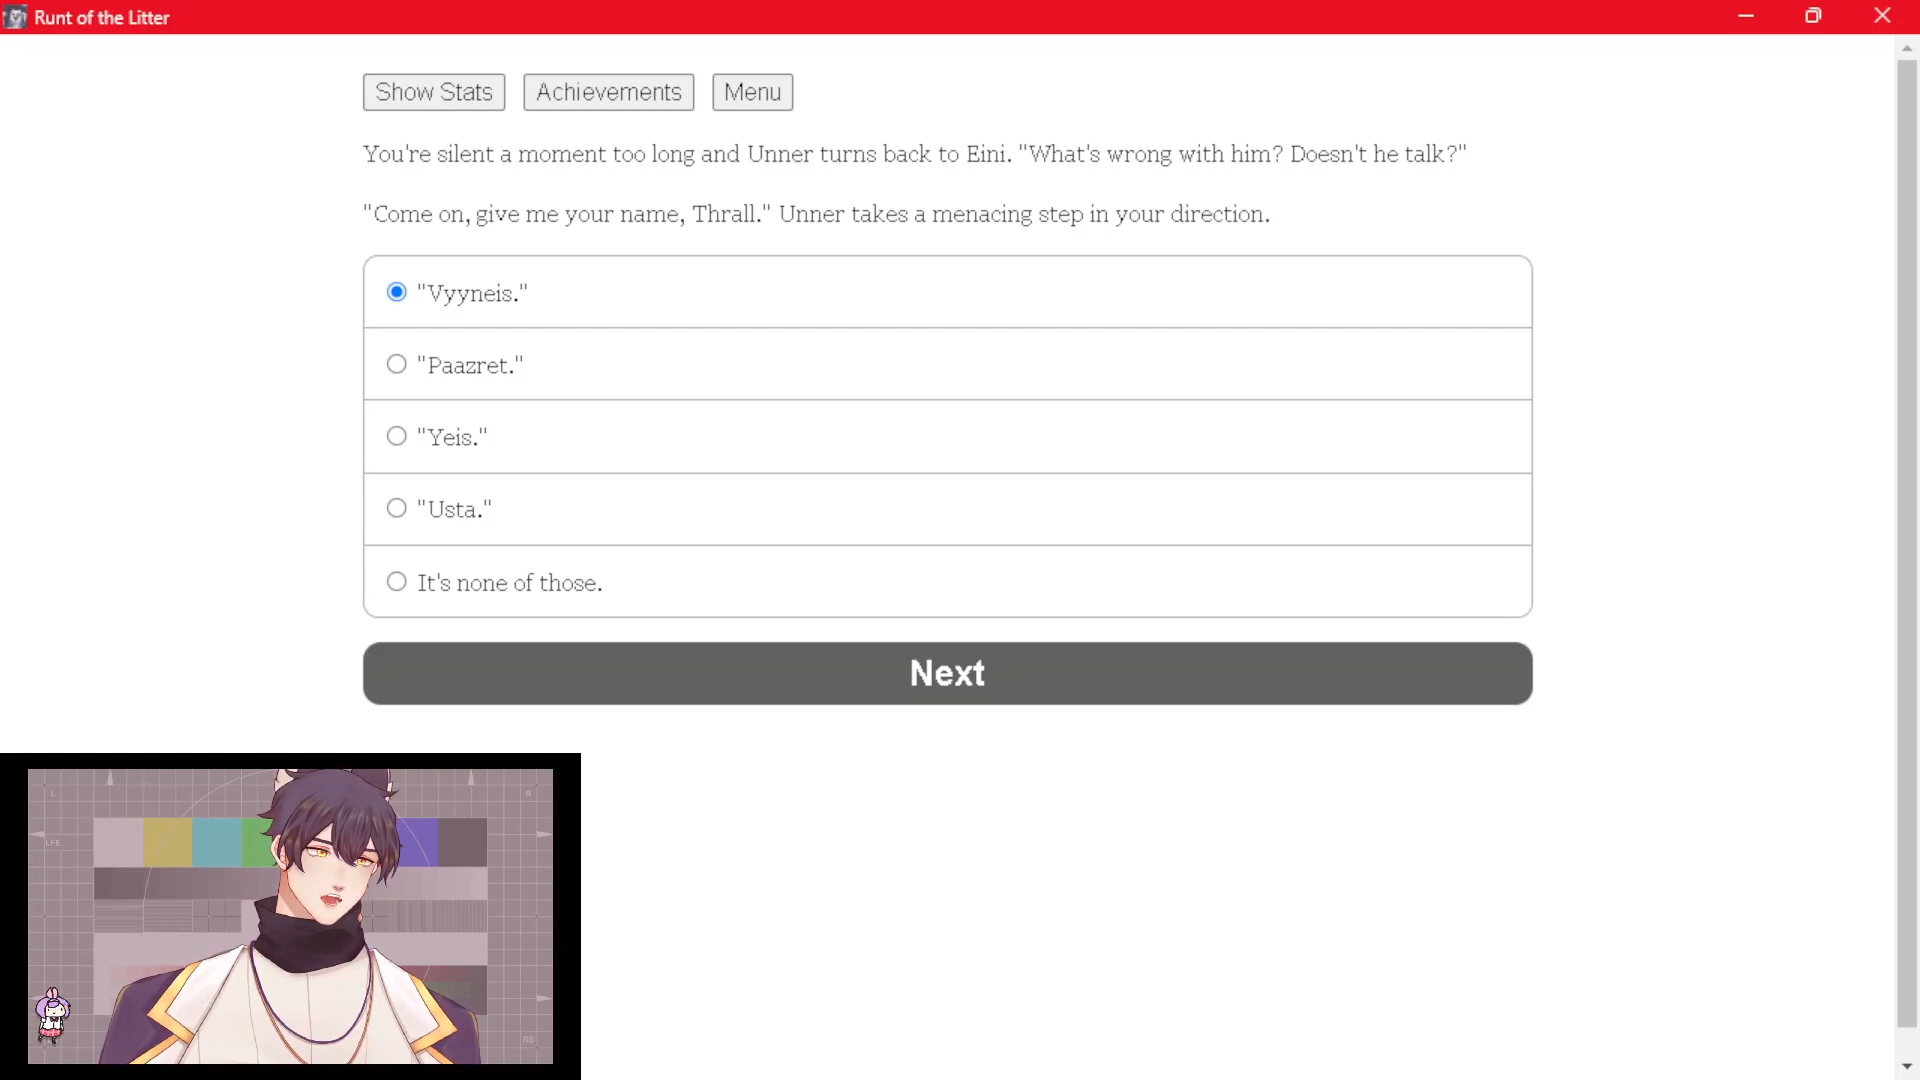 Runt of the Litter
Show Stats
Achievements
Menu
You're silent a moment too long and Unner turns back to Eini. "What's wrong with him? Doesn't he talk?"
"Come on, give me your name, Thrall." Unner takes a menacing step in your direction.
"Vyyneis."
"Paazret."
"Yeis."
"Usta."
It's none of those.
Next
L
R
LFE
RS